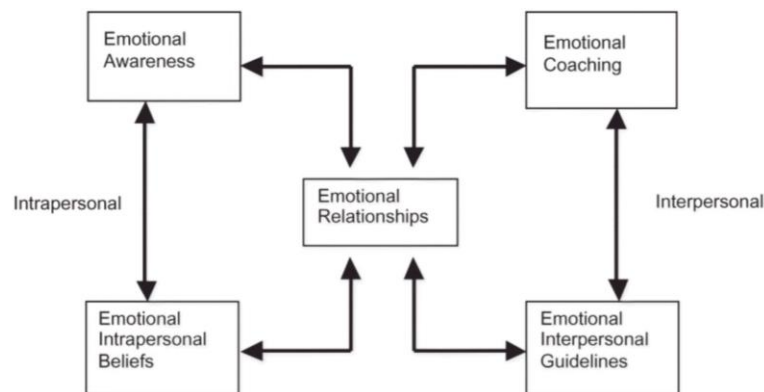 Emotional
Awareness
Emotional
Coaching
Intrapersonal
Emotional
Relationships
Interpersonal
Emotional
Intrapersonal
Beliefs
Emotional
Interpersonal
Guidelines